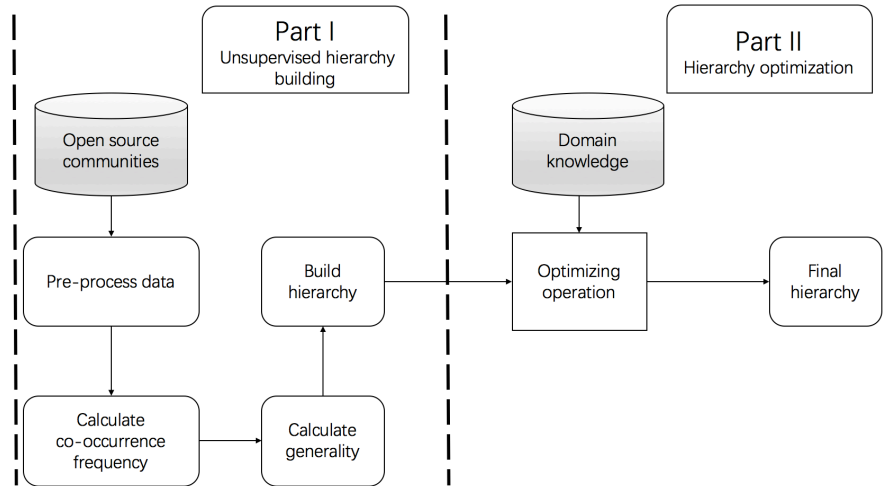 Part I
Unsupervised hierarchy
building
Part II
Hierarchy optimization
Open source
communities
Domain
knowledge
Pre-process data
Build
hierarchy
Optimizing
operation
Final
hierarchy
Calculate
co-occurrence
frequency
Calculate
generality